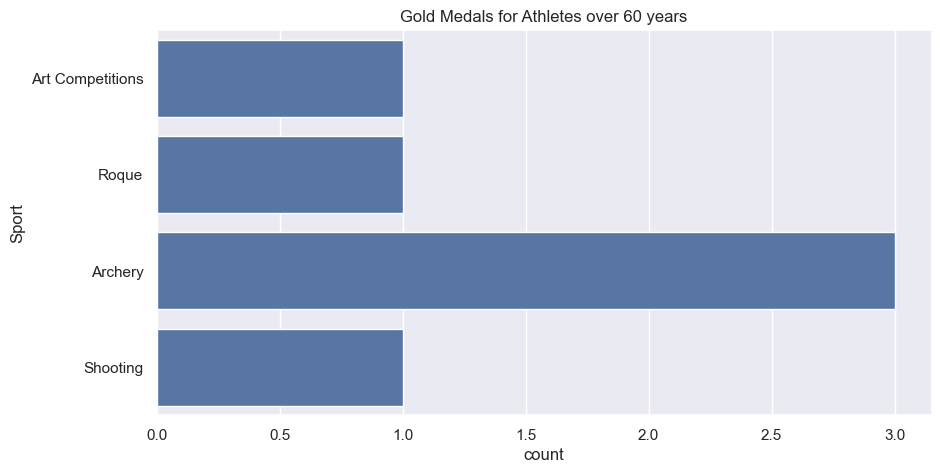 Gold Medals for Athletes over 60 years
Sport
Art Competitions
Roque
Archery
Shooting
0.0 0.5 1.0 1.5 2.0 2.5 3.0
count